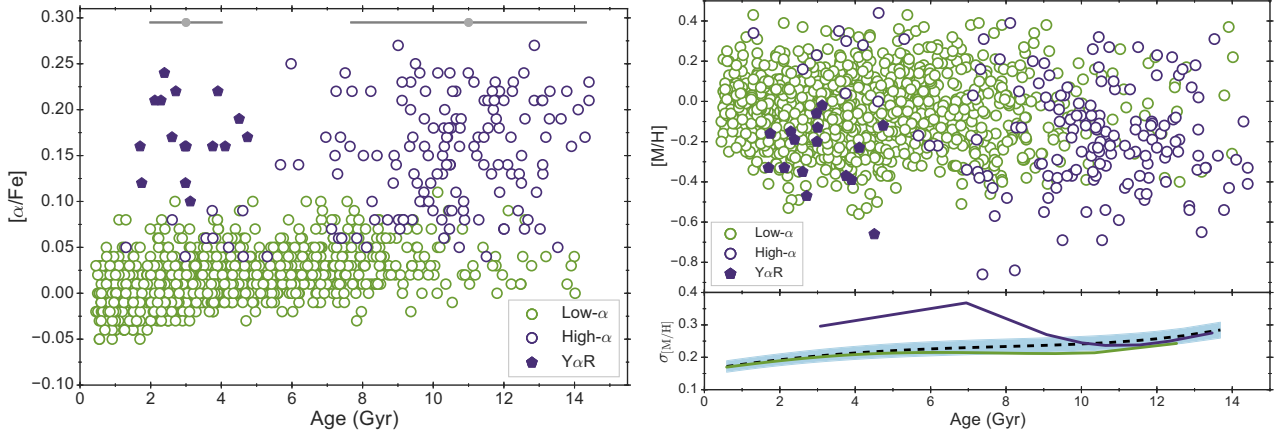 [α/Fe]
0.30
0.25
0.20
0.15
0.10
0.05
0.00
−0.05
−0.10
Low-α
High-α
YαR
0 2 4 6 8 10 12 14
Age (Gyr)
[M/H]
0.4
0.2
0.0
−0.2
−0.4
−0.6
−0.8
Low-α
High-α
YαR
σ[M/H]
0.4
0.3
0.2
0.1
0 2 4 6 8 10 12 14
Age (Gyr)